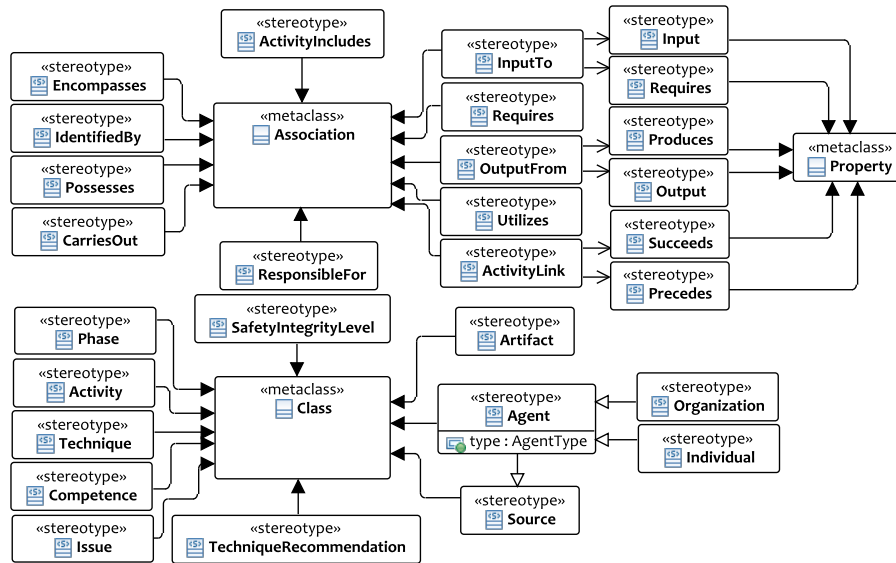 «stereotype»
ActivityIncludes
«stereotype»
Encompasses
«stereotype»
IdentifiedBy
«stereotype»
Possesses
«stereotype»
CarriesOut
«metaclass»
Association
«stereotype»
ResponsibleFor
«stereotype»
InputTo
«stereotype»
Requires
«stereotype»
OutputFrom
«stereotype»
Utilizes
«stereotype»
ActivityLink
«stereotype»
Input
«stereotype»
Requires
«stereotype»
Produces
«stereotype»
Output
«stereotype»
Succeeds
«stereotype»
Precedes
«metaclass»
Property
«stereotype»
SafetyIntegrityLevel
«stereotype»
Phase
«stereotype»
Activity
«stereotype»
Technique
«stereotype»
Competence
«stereotype»
Issue
«metaclass»
Class
«stereotype»
TechniqueRecommendation
«stereotype»
Artifact
«stereotype»
Agent
type : AgentType
«stereotype»
Source
«stereotype»
Organization
«stereotype»
Individual